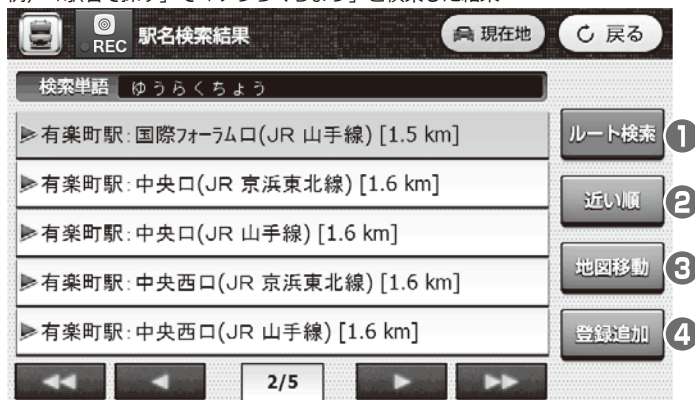 REC 駅名検索結果 現在地 戻る
検索単語 ゆうらくちょう
有楽町駅:国際フォーラム口(JR 山手線) [1.5 km]
ルート検索 1
有楽町駅:中央口(JR 京浜東北線) [1.6 km]
近い順 2
有楽町駅:中央口(JR 山手線) [1.6 km]
地図移動 3
有楽町駅:中央西口(JR 京浜東北線) [1.6 km]
有楽町駅:中央西口(JR 山手線) [1.6 km]
登録追加 4
2/5